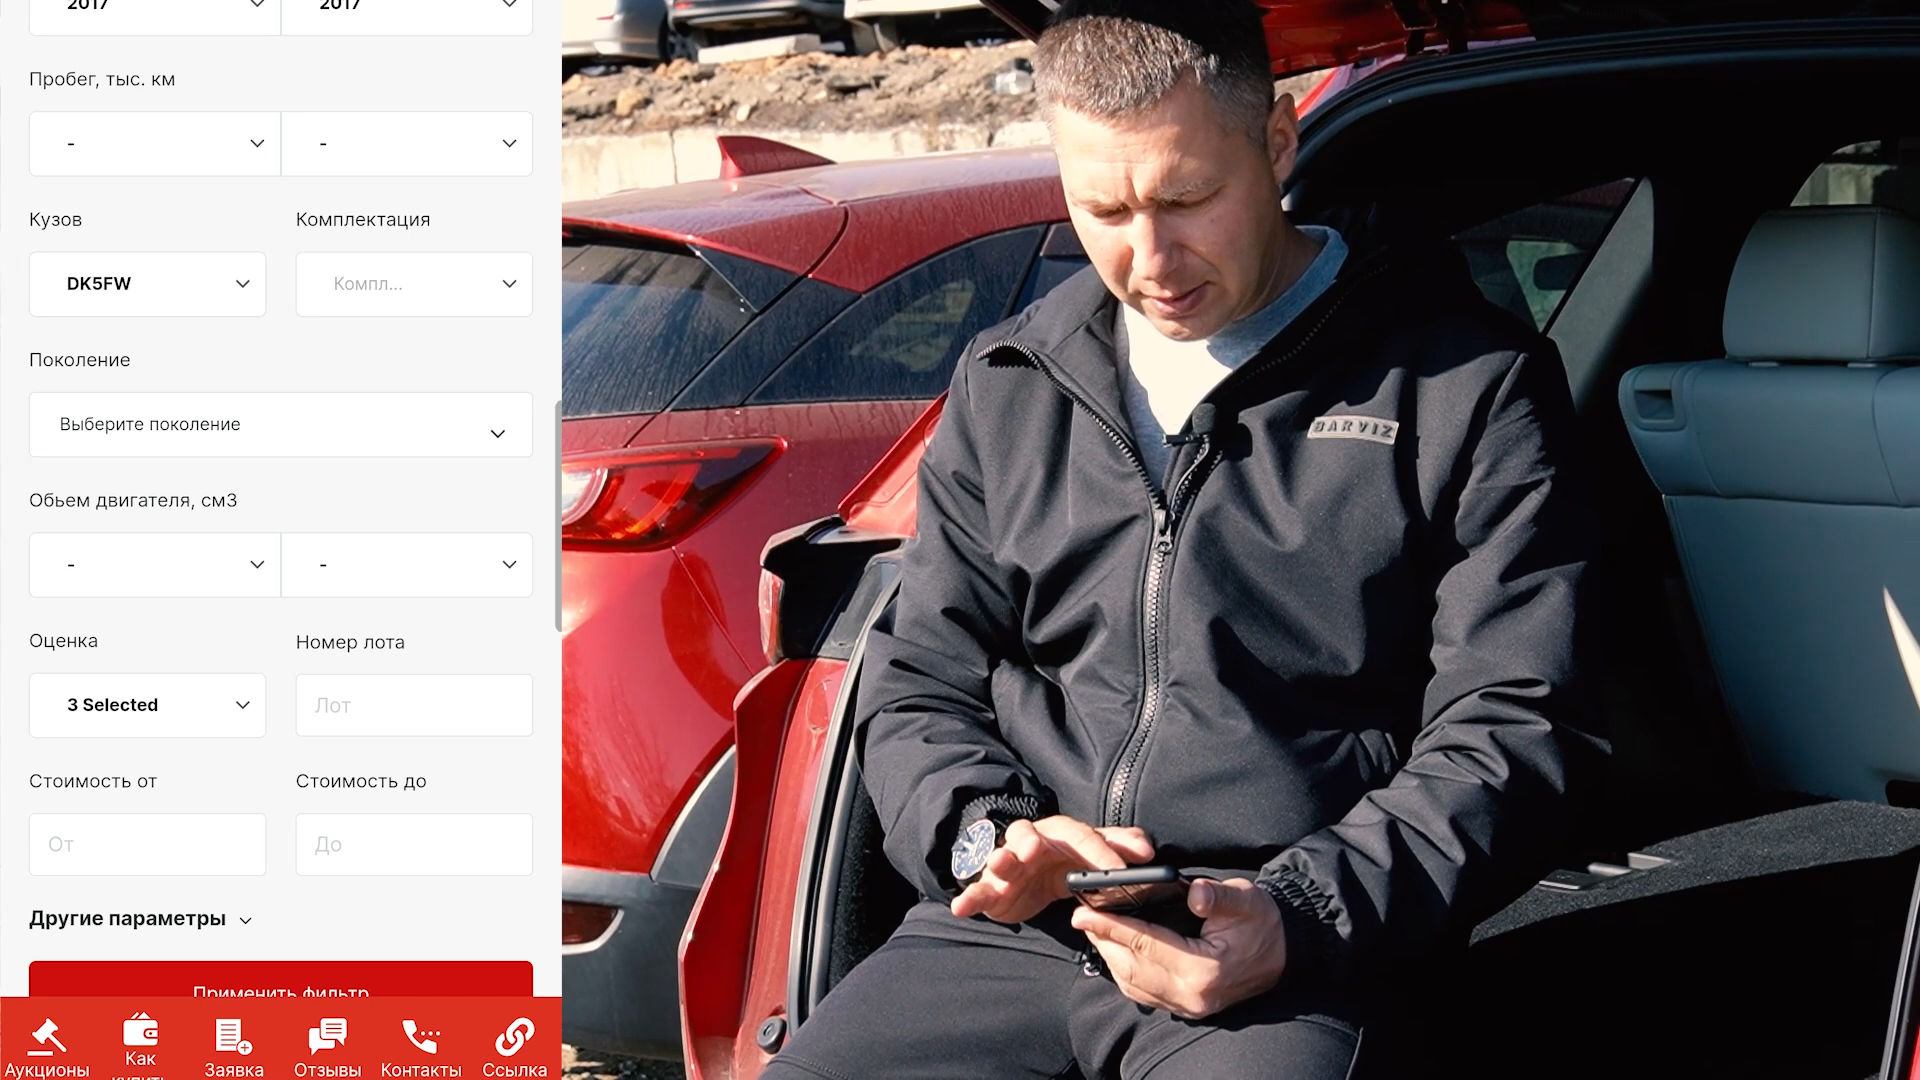 2017 2017
Пробег, тыс. км
- -
Кузов Комплектация
DK5FW Компл...
Поколение
Выберите поколение
Обьем двигателя, см3
- -
Оценка Номер лота
3 Selected Лот
Стоимость от Стоимость до
От До
Другие параметры
Применить фильтр
Аукционы Как купить Заявка Отзывы Контакты Ссылка
BARVIZ